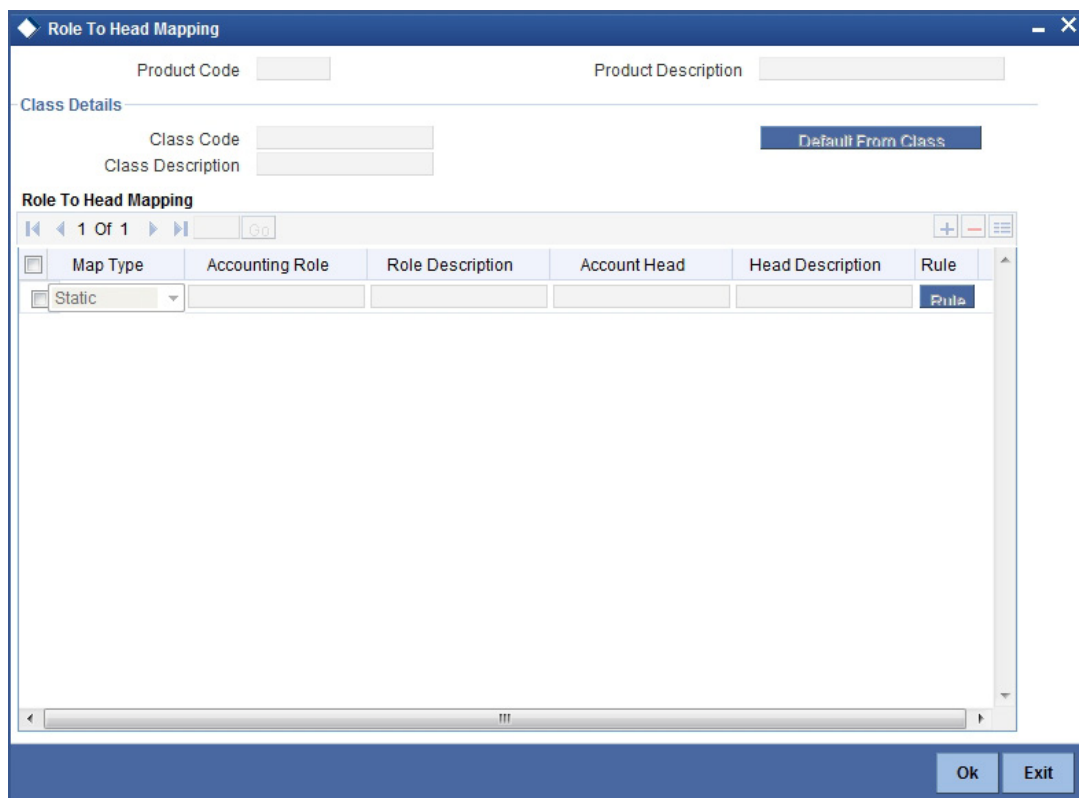 Role To Head Mapping
Product Code
Product Description
Class Details
Class Code
Default From Class
Class Description
Role To Head Mapping
1 Of 1 Go
Map Type Accounting Role Role Description Account Head Head Description Rule
Static Rule
Ok Exit